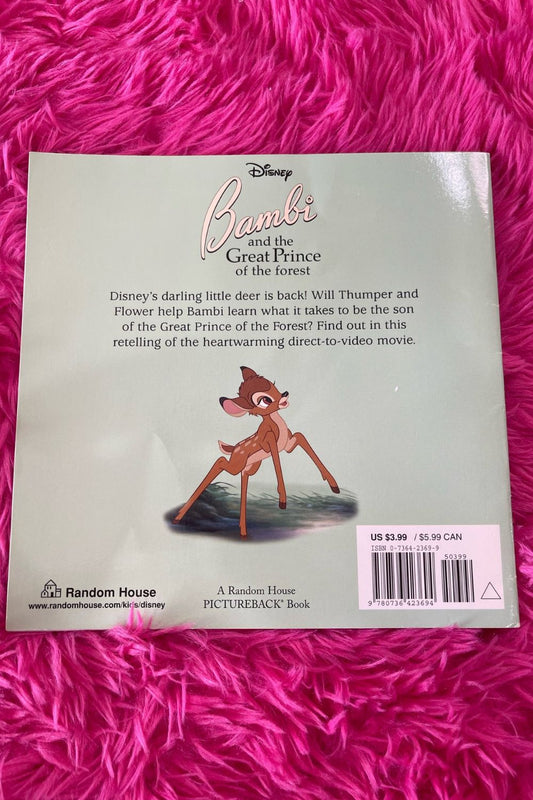 Disney
Bambi
and the
Great Prince
of the forest
Disney's darling little deer is back! Will Thumper and
Flower help Bambi learn what it takes to be the son
of the Great Prince of the Forest? Find out in this
retelling of the heartwarming direct-to-video movie.
US $3.99 / $5.99 CAN
ISBN 0-7364-2369-9
50399
9 780736 423694
Random House
www.randomhouse.com/kids/disney
A Random House
PICTUREBACK® Book